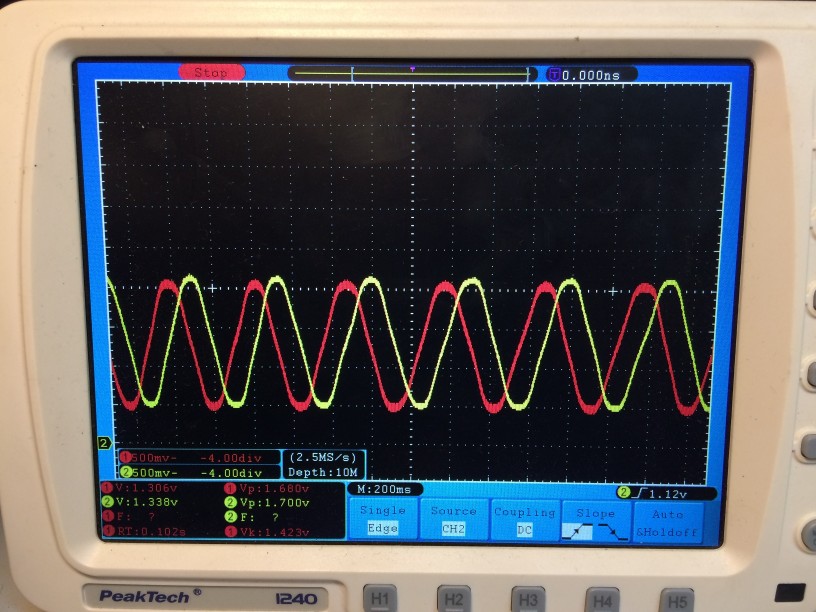 Stop
T 0.000ns
2
1 500mv~ -4.00div
2 500mv~ -4.00div
(2.5MS/s)
Depth:10M
1 V:1.306v 1 Vp:1.680v
2 V:1.338v 2 Vp:1.700v
1 F: ? 2 F: ?
1 RT:0.102s 1 Vk:1.423v
M:200ms
2 1.12v
Single
Edge
Source
CH2
Coupling
DC
Slope
Auto
&Holdoff
PeakTech® 1240
H1 H2 H3 H4 H5